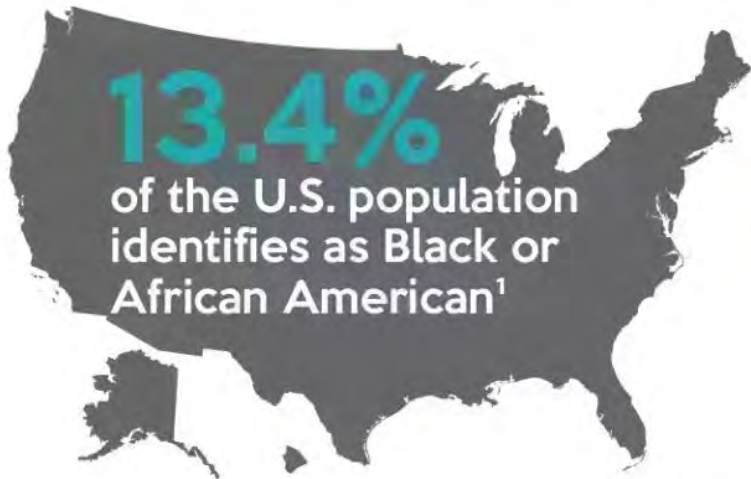 13.4%
of the U.S. population
identifies as Black or
African American¹